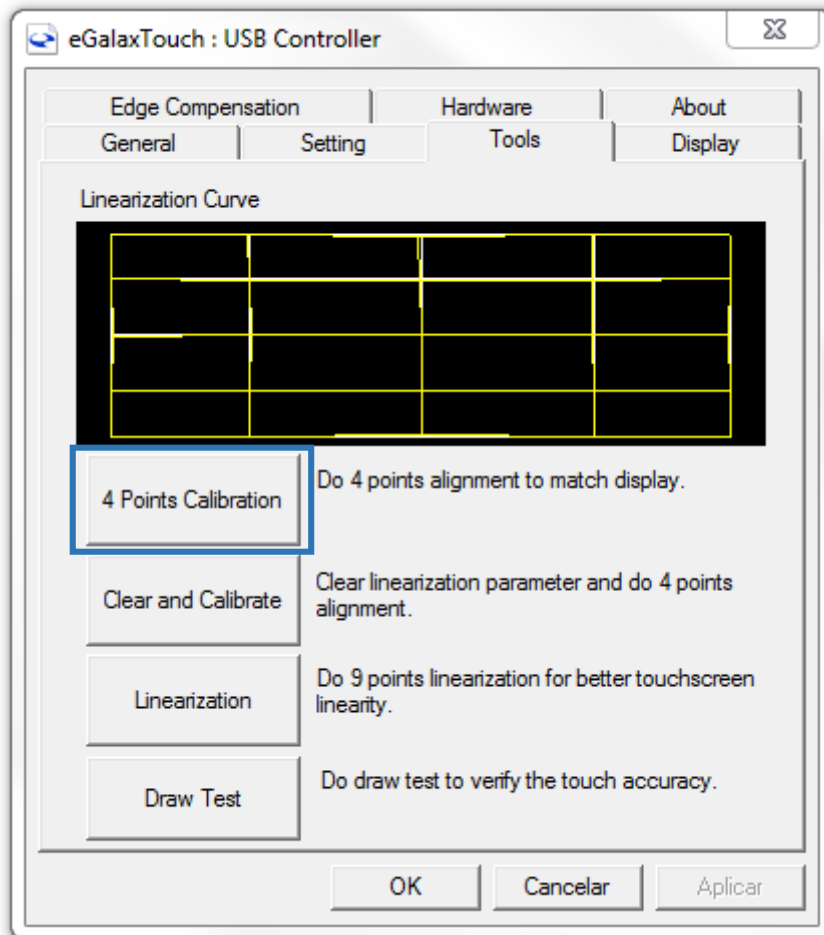 eGalaxTouch : USB Controller
Edge Compensation Hardware About
General Setting Tools Display
Linearization Curve
4 Points Calibration
Do 4 points alignment to match display.
Clear and Calibrate
Clear linearization parameter and do 4 points
alignment.
Linearization
Do 9 points linearization for better touchscreen
linearity.
Draw Test
Do draw test to verify the touch accuracy.
OK Cancelar Aplicar